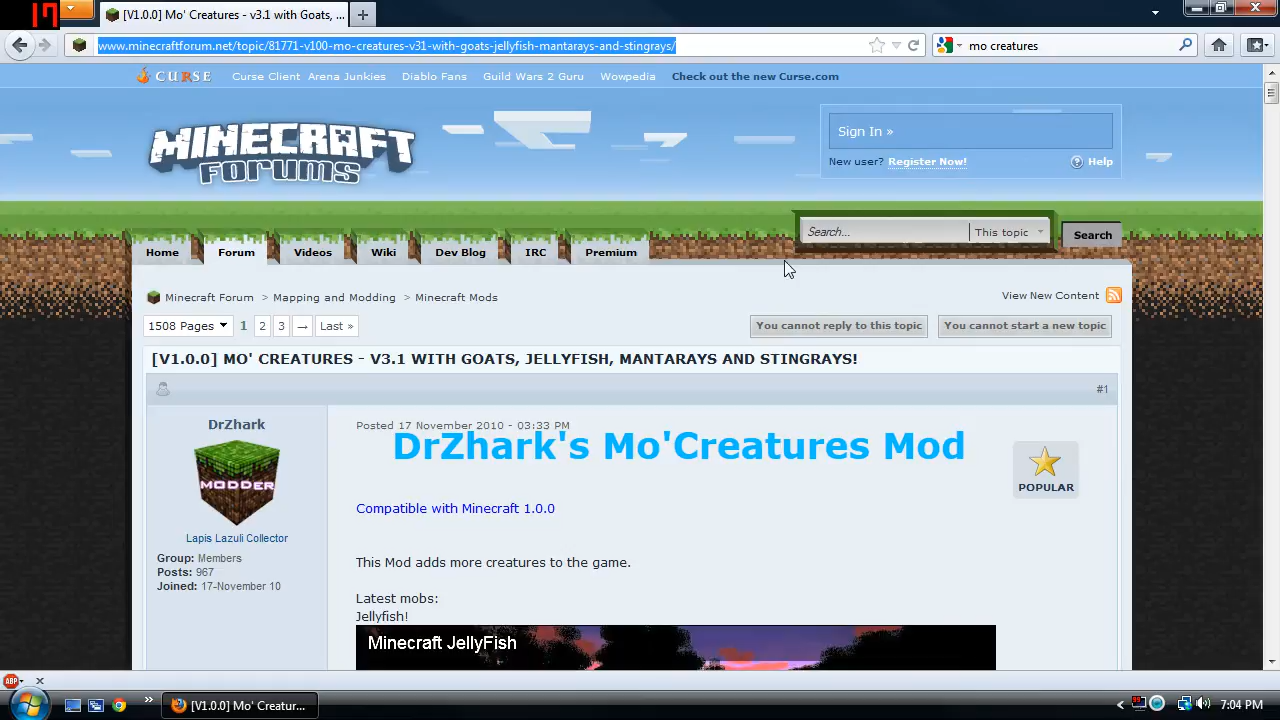 17
[V1.0.0] Mo' Creatures - v3.1 with Goats, ...
www.minecraftforum.net/topic/81771-v100-mo-creatures-v31-with-goats-jellyfish-mantarays-and-stingrays/
mo creatures
CURSE Curse Client Arena Junkies Diablo Fans Guild Wars 2 Guru Wowpedia Check out the new Curse.com
MINECRAFT
FORUMS
Sign In »
New user? Register Now! Help
Search... This topic Search
Home Forum Videos Wiki Dev Blog IRC Premium
Minecraft Forum > Mapping and Modding > Minecraft Mods View New Content
1508 Pages 1 2 3 → Last » You cannot reply to this topic You cannot start a new topic
[V1.0.0] MO' CREATURES - V3.1 WITH GOATS, JELLYFISH, MANTARAYS AND STINGRAYS!
#1
DrZhark
MODDER
Lapis Lazuli Collector
Group: Members
Posts: 967
Joined: 17-November 10
Posted 17 November 2010 - 03:33 PM
DrZhark's Mo'Creatures Mod
POPULAR
Compatible with Minecraft 1.0.0
This Mod adds more creatures to the game.
Latest mobs:
Jellyfish!
Minecraft JellyFish
ABP
[V1.0.0] Mo' Creatur...
7:04 PM